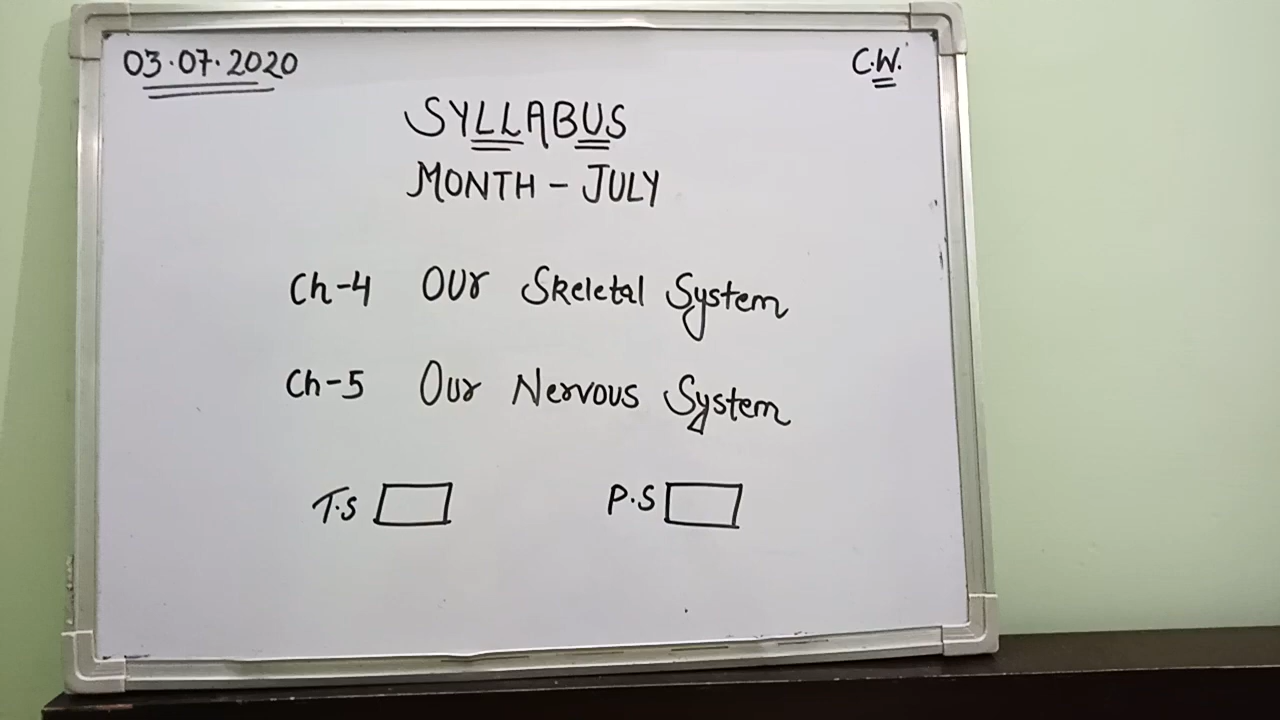 03.07.2020 C.W.
SYLLABUS
MONTH - JULY
Ch-4 Our Skeletal System
Ch-5 Our Nervous System
T.S P.S